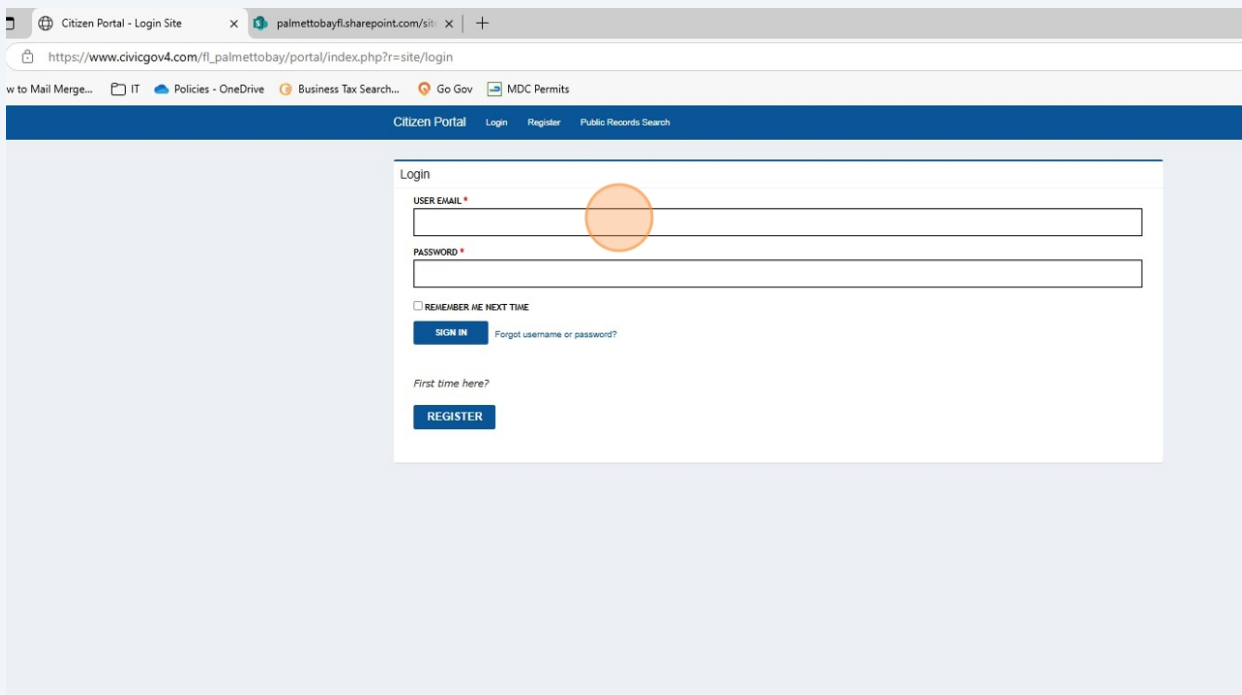 Citizen Portal - Login Site palmettobayfl.sharepoint.com/sit
https://www.civicgov4.com/fl_palmettobay/portal/index.php?r=site/login
w to Mail Merge... IT Policies - OneDrive Business Tax Search... Go Gov MDC Permits
Citizen Portal Login Register Public Records Search
Login
USER EMAIL *
PASSWORD *
REMEMBER ME NEXT TIME
SIGN IN Forgot username or password?
First time here?
REGISTER